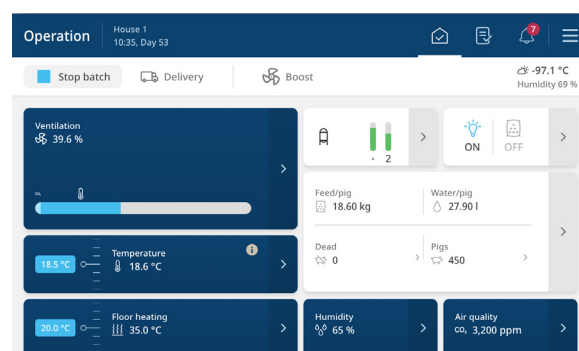 Operation
House 1
10:35, Day 53
7
Stop batch
Delivery
Boost
-97.1 °C
Humidity 69 %
Ventilation
39.6 %
CO₂
2
ON
OFF
Feed/pig
18.60 kg
Water/pig
27.90 l
Dead
0
Pigs
450
18.5 °C
Temperature
18.6 °C
i
20.0 °C
Floor heating
35.0 °C
Humidity
65 %
Air quality
CO₂ 3,200 ppm